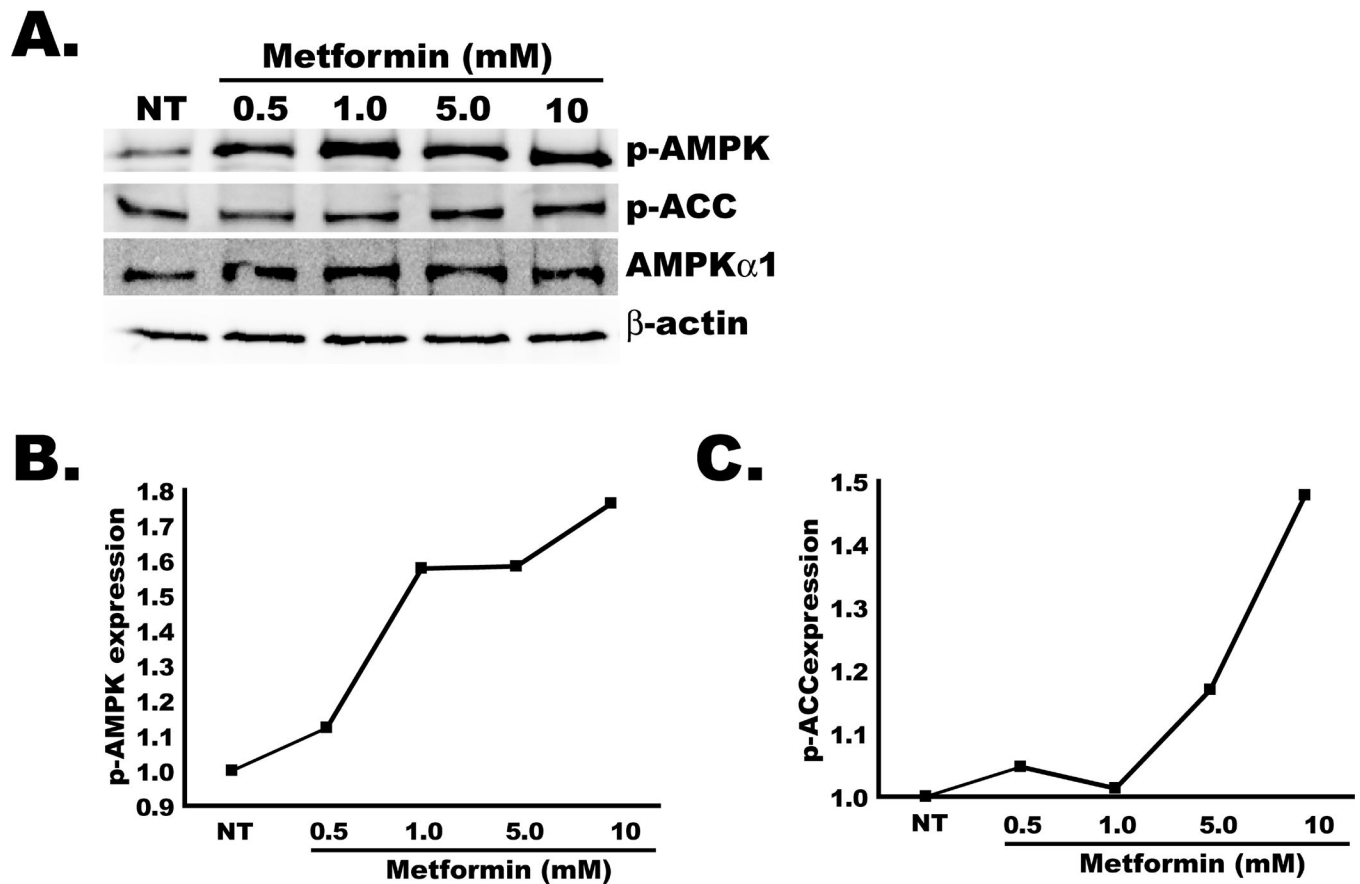 A.
Metformin (mM)
NT 0.5 1.0 5.0 10
p-AMPK
p-ACC
AMPKα1
β-actin
B.
p-AMPK expression
1.8
1.7
1.6
1.5
1.4
1.3
1.2
1.1
1.0
0.9
NT 0.5 1.0 5.0 10
Metformin (mM)
C.
p-ACCexpression
1.5
1.4
1.3
1.2
1.1
1.0
NT 0.5 1.0 5.0 10
Metformin (mM)